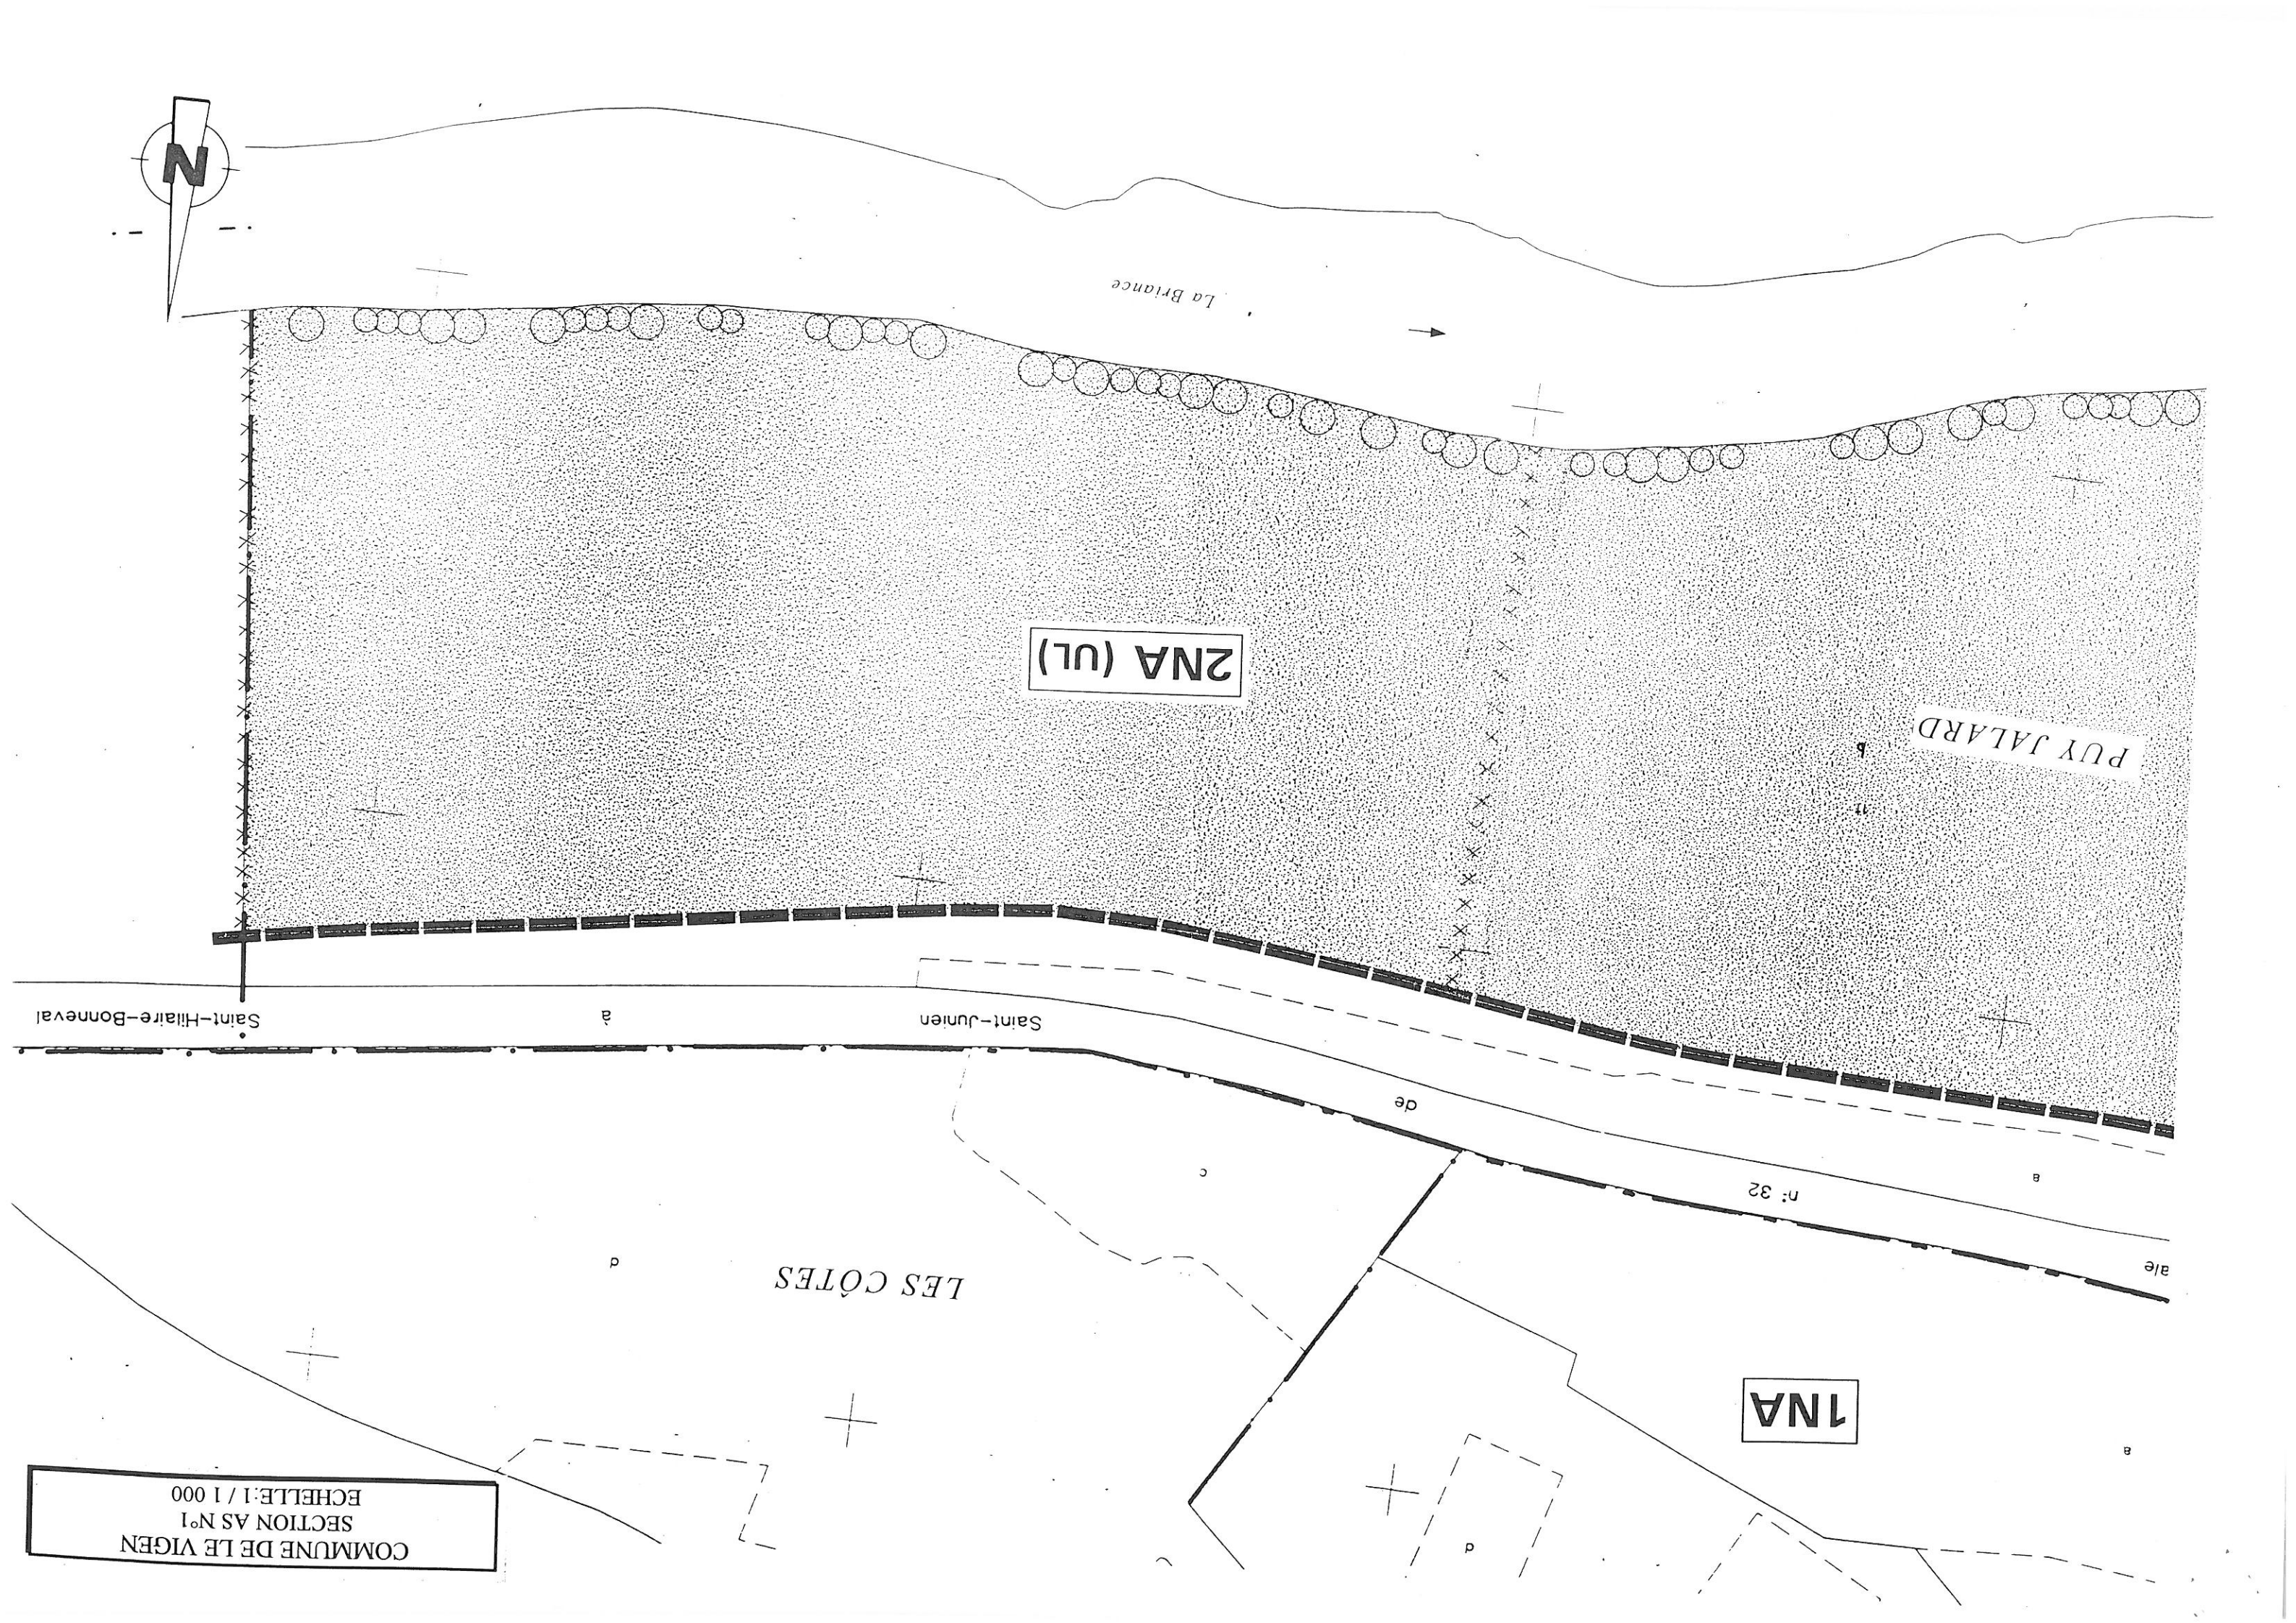 COMMUNE DE LE VIGEN
SECTION AS N°1
ECHELLE:1 / 1 000
d
a
1NA
LES CÔTES
d
c
ale
n° 32
de
Saint-Junien
à
Saint-Hilaire-Bonneval
a
11
b
PUY JALARD
2NA (UL)
La Briance
N